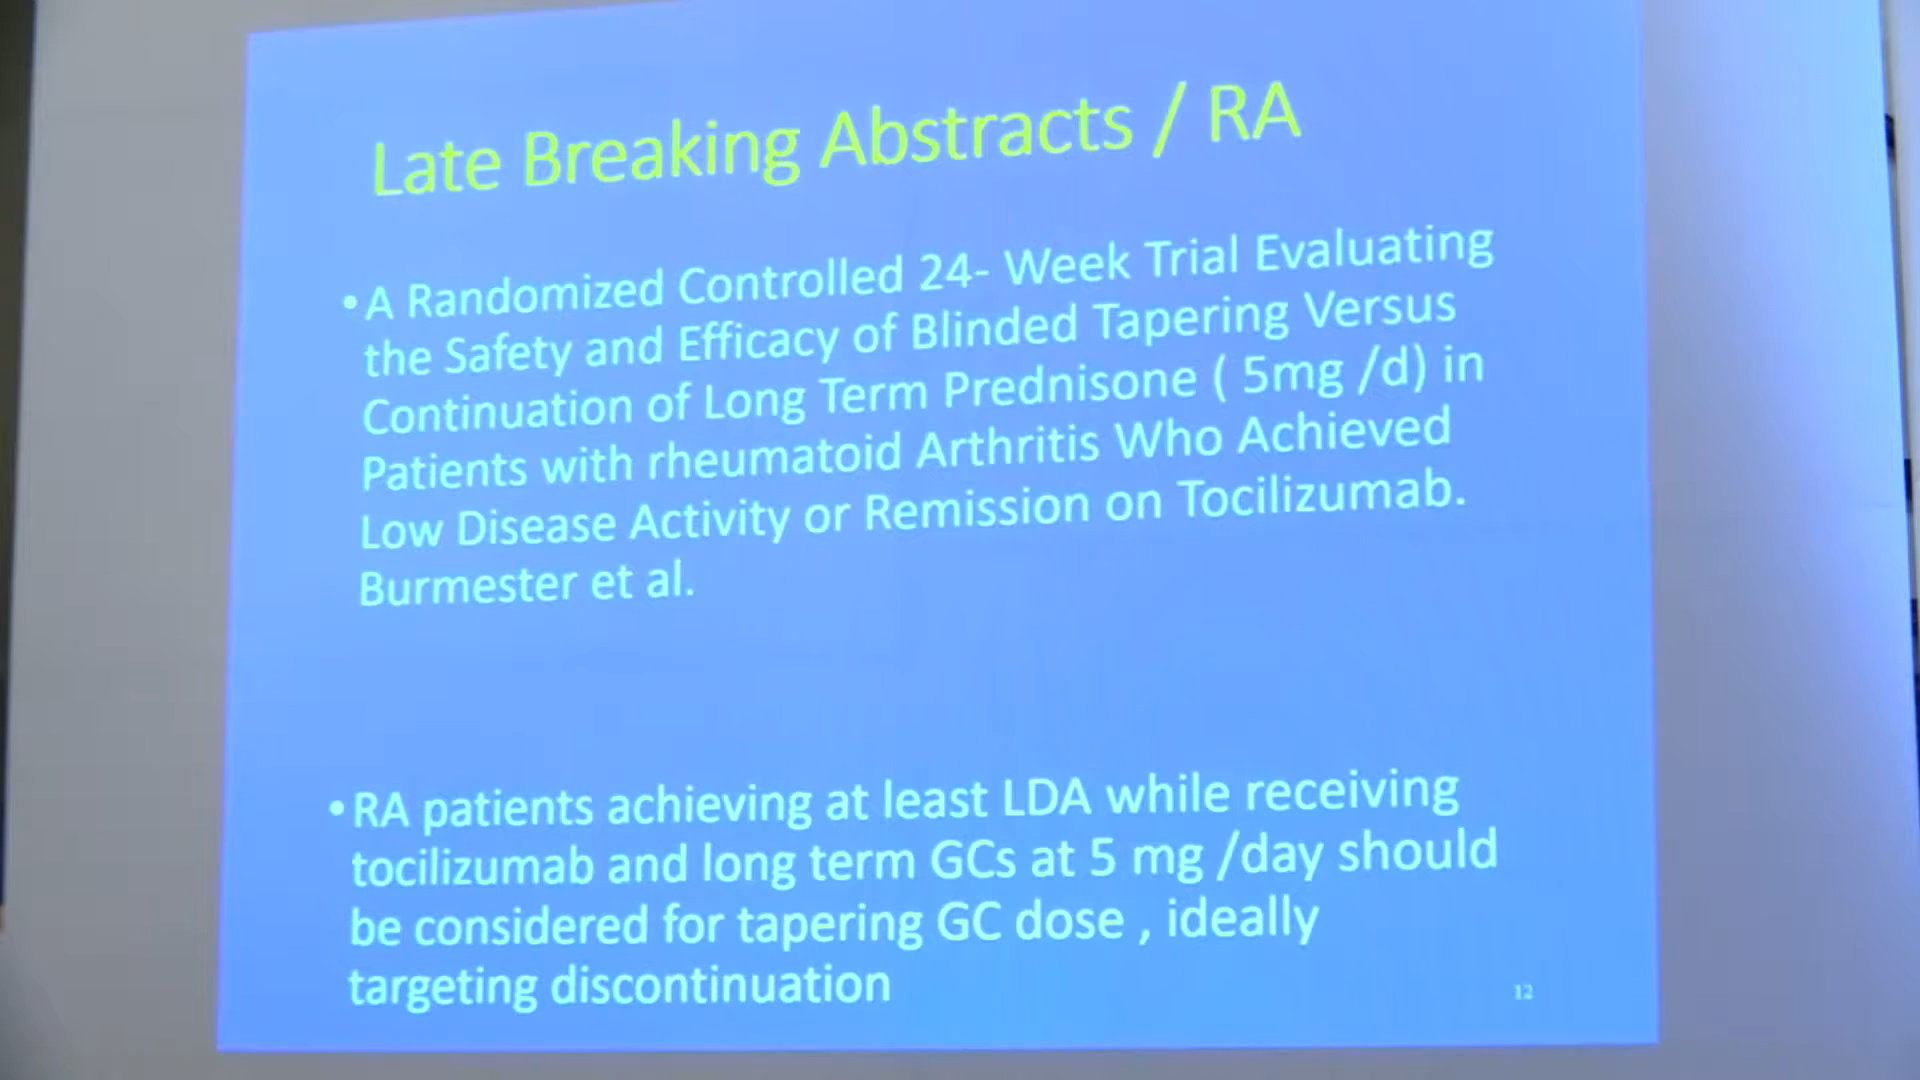 Late Breaking Abstracts / RA
• A Randomized Controlled 24- Week Trial Evaluating
the Safety and Efficacy of Blinded Tapering Versus
Continuation of Long Term Prednisone ( 5mg /d) in
Patients with rheumatoid Arthritis Who Achieved
Low Disease Activity or Remission on Tocilizumab.
Burmester et al.
• RA patients achieving at least LDA while receiving
tocilizumab and long term GCs at 5 mg /day should
be considered for tapering GC dose , ideally
targeting discontinuation
12